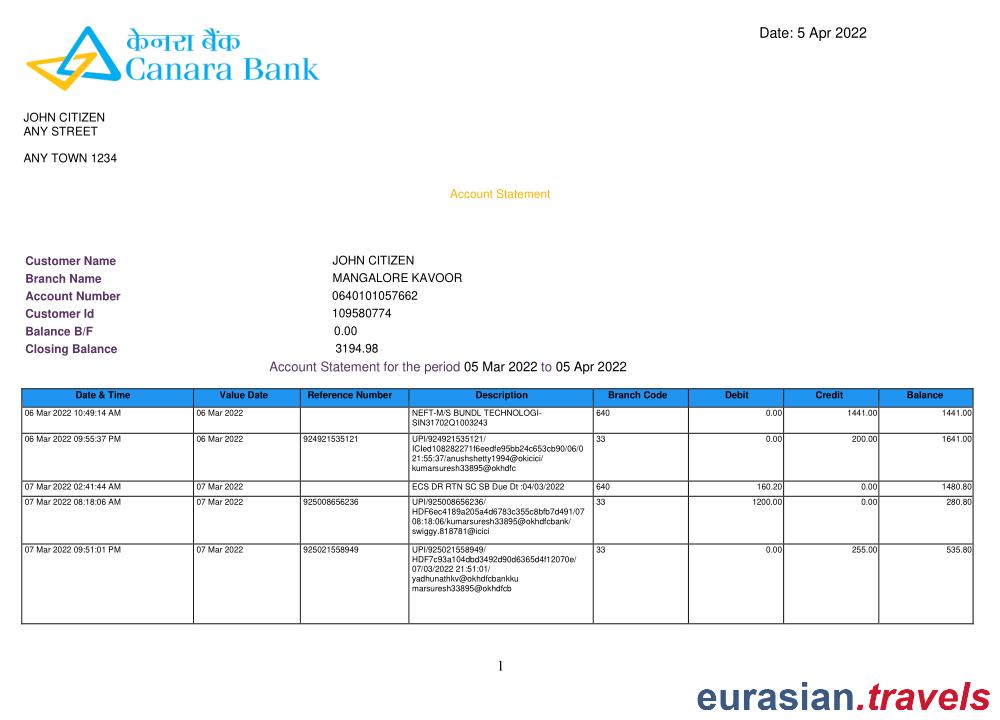 केनरा बैंक
Canara Bank
Date: 5 Apr 2022
JOHN CITIZEN
ANY STREET
ANY TOWN 1234
Account Statement
Customer Name JOHN CITIZEN
Branch Name MANGALORE KAVOOR
Account Number 0640101057662
Customer Id 109580774
Balance B/F 0.00
Closing Balance 3194.98
Account Statement for the period 05 Mar 2022 to 05 Apr 2022
Date & Time Value Date Reference Number Description Branch Code Debit Credit Balance
06 Mar 2022 10:49:14 AM 06 Mar 2022 NEFT-M/S BUNDL TECHNOLOGI- 640 0.00 1441.00 1441.00
SIN31702Q1003243
06 Mar 2022 09:55:37 PM 06 Mar 2022 924921535121 UPI/924921535121/ 33 0.00 200.00 1641.00
ICIed108282271f6eedfe95bb24c653cb90/06/0
21:55:37/anushshetty1994@okicici/
kumarsuresh33895@okhdfc
07 Mar 2022 02:41:44 AM 07 Mar 2022 ECS DR RTN SC SB Due Dt :04/03/2022 640 160.20 0.00 1480.80
07 Mar 2022 08:18:06 AM 07 Mar 2022 925008656236 UPI/925008656236/ 33 1200.00 0.00 280.80
HDF6ec4189a205a4d6783c355c8bfb7d491/07
08:18:06/kumarsuresh33895@okhdfcbank/
swiggy.818781@icici
07 Mar 2022 09:51:01 PM 07 Mar 2022 925021558949 UPI/925021558949/ 33 0.00 255.00 535.80
HDF7c93a104dbd3492d90d6365d4f12070e/
07/03/2022 21:51:01/
yadhunathkv@okhdfcbankku
marsuresh33895@okhdfcb
1
eurasian.travels